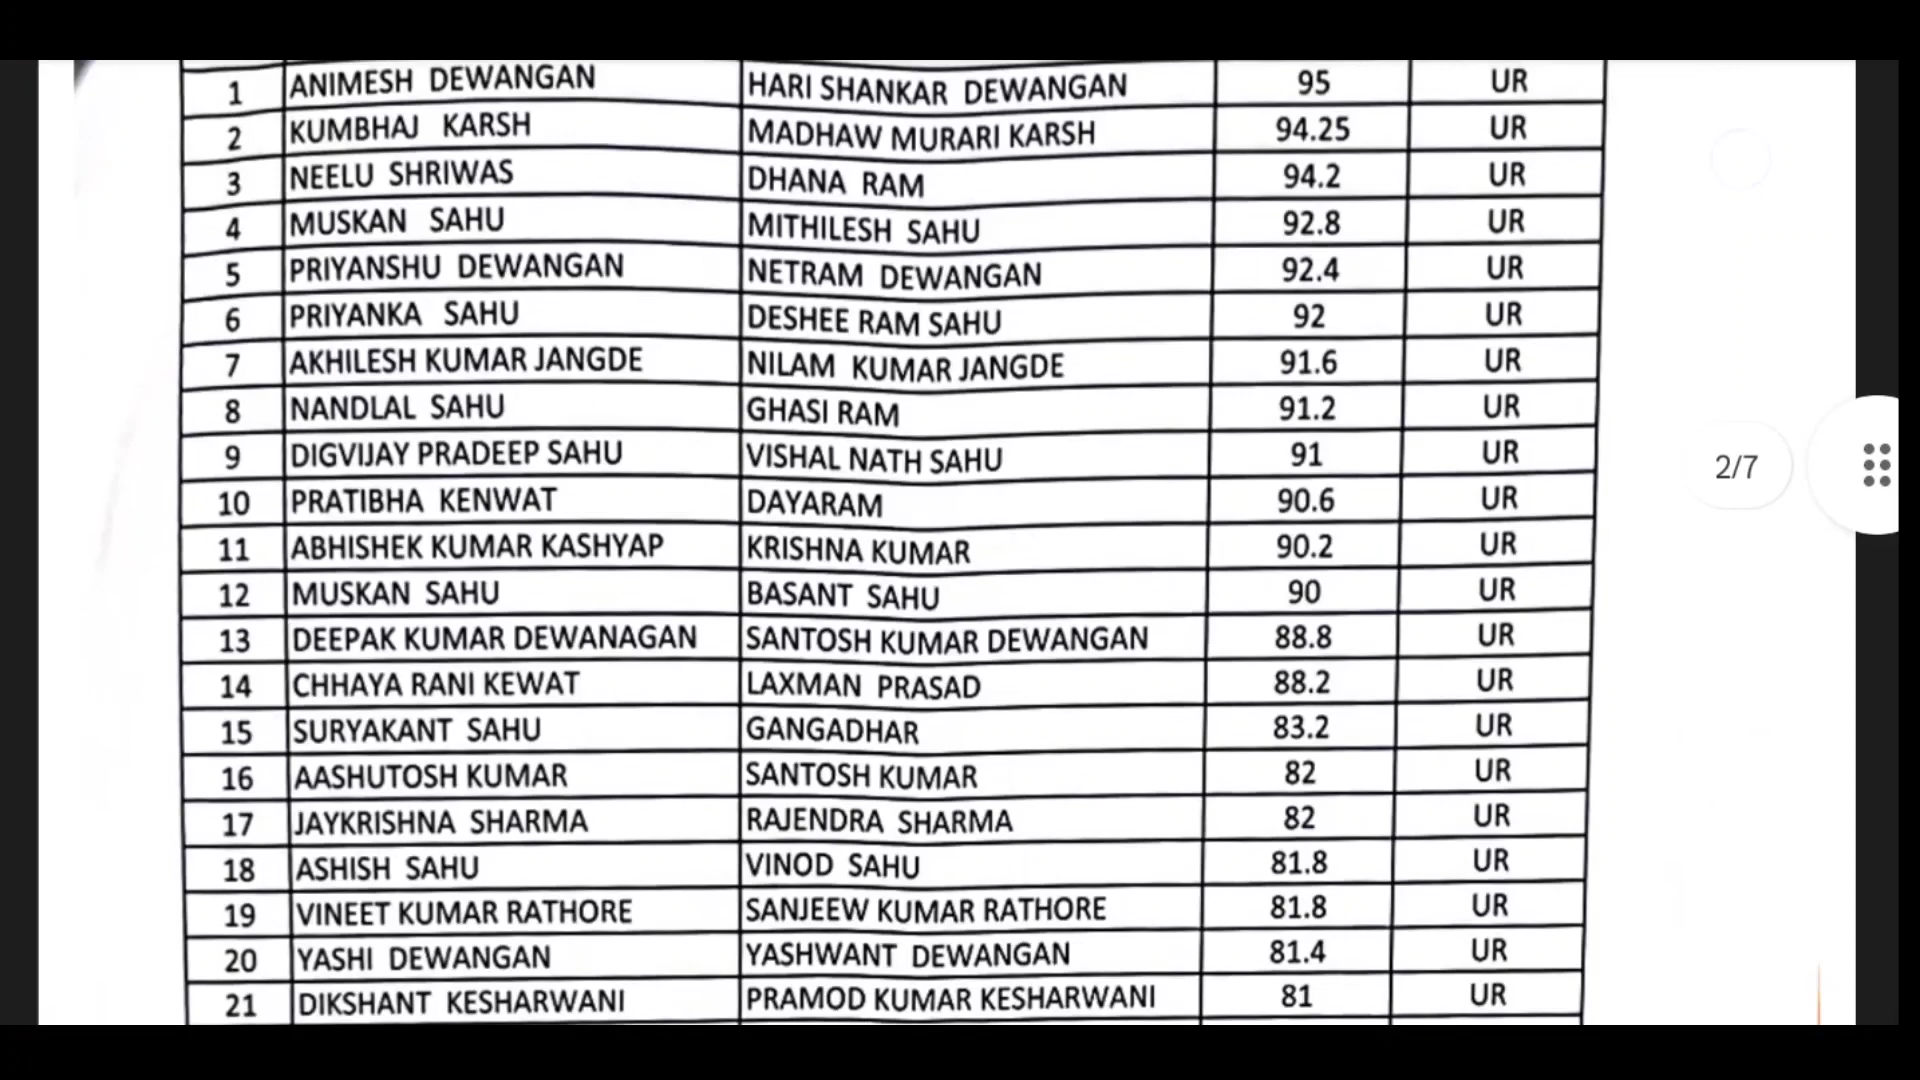 1 ANIMESH DEWANGAN HARI SHANKAR DEWANGAN 95 UR
2 KUMBHAJ KARSH MADHAW MURARI KARSH 94.25 UR
3 NEELU SHRIWAS DHANA RAM 94.2 UR
4 MUSKAN SAHU MITHILESH SAHU 92.8 UR
5 PRIYANSHU DEWANGAN NETRAM DEWANGAN 92.4 UR
6 PRIYANKA SAHU DESHEE RAM SAHU 92 UR
7 AKHILESH KUMAR JANGDE NILAM KUMAR JANGDE 91.6 UR
8 NANDLAL SAHU GHASI RAM 91.2 UR
9 DIGVIJAY PRADEEP SAHU VISHAL NATH SAHU 91 UR
10 PRATIBHA KENWAT DAYARAM 90.6 UR
11 ABHISHEK KUMAR KASHYAP KRISHNA KUMAR 90.2 UR
12 MUSKAN SAHU BASANT SAHU 90 UR
13 DEEPAK KUMAR DEWANAGAN SANTOSH KUMAR DEWANGAN 88.8 UR
14 CHHAYA RANI KEWAT LAXMAN PRASAD 88.2 UR
15 SURYAKANT SAHU GANGADHAR 83.2 UR
16 AASHUTOSH KUMAR SANTOSH KUMAR 82 UR
17 JAYKRISHNA SHARMA RAJENDRA SHARMA 82 UR
18 ASHISH SAHU VINOD SAHU 81.8 UR
19 VINEET KUMAR RATHORE SANJEEW KUMAR RATHORE 81.8 UR
20 YASHI DEWANGAN YASHWANT DEWANGAN 81.4 UR
21 DIKSHANT KESHARWANI PRAMOD KUMAR KESHARWANI 81 UR
2/7